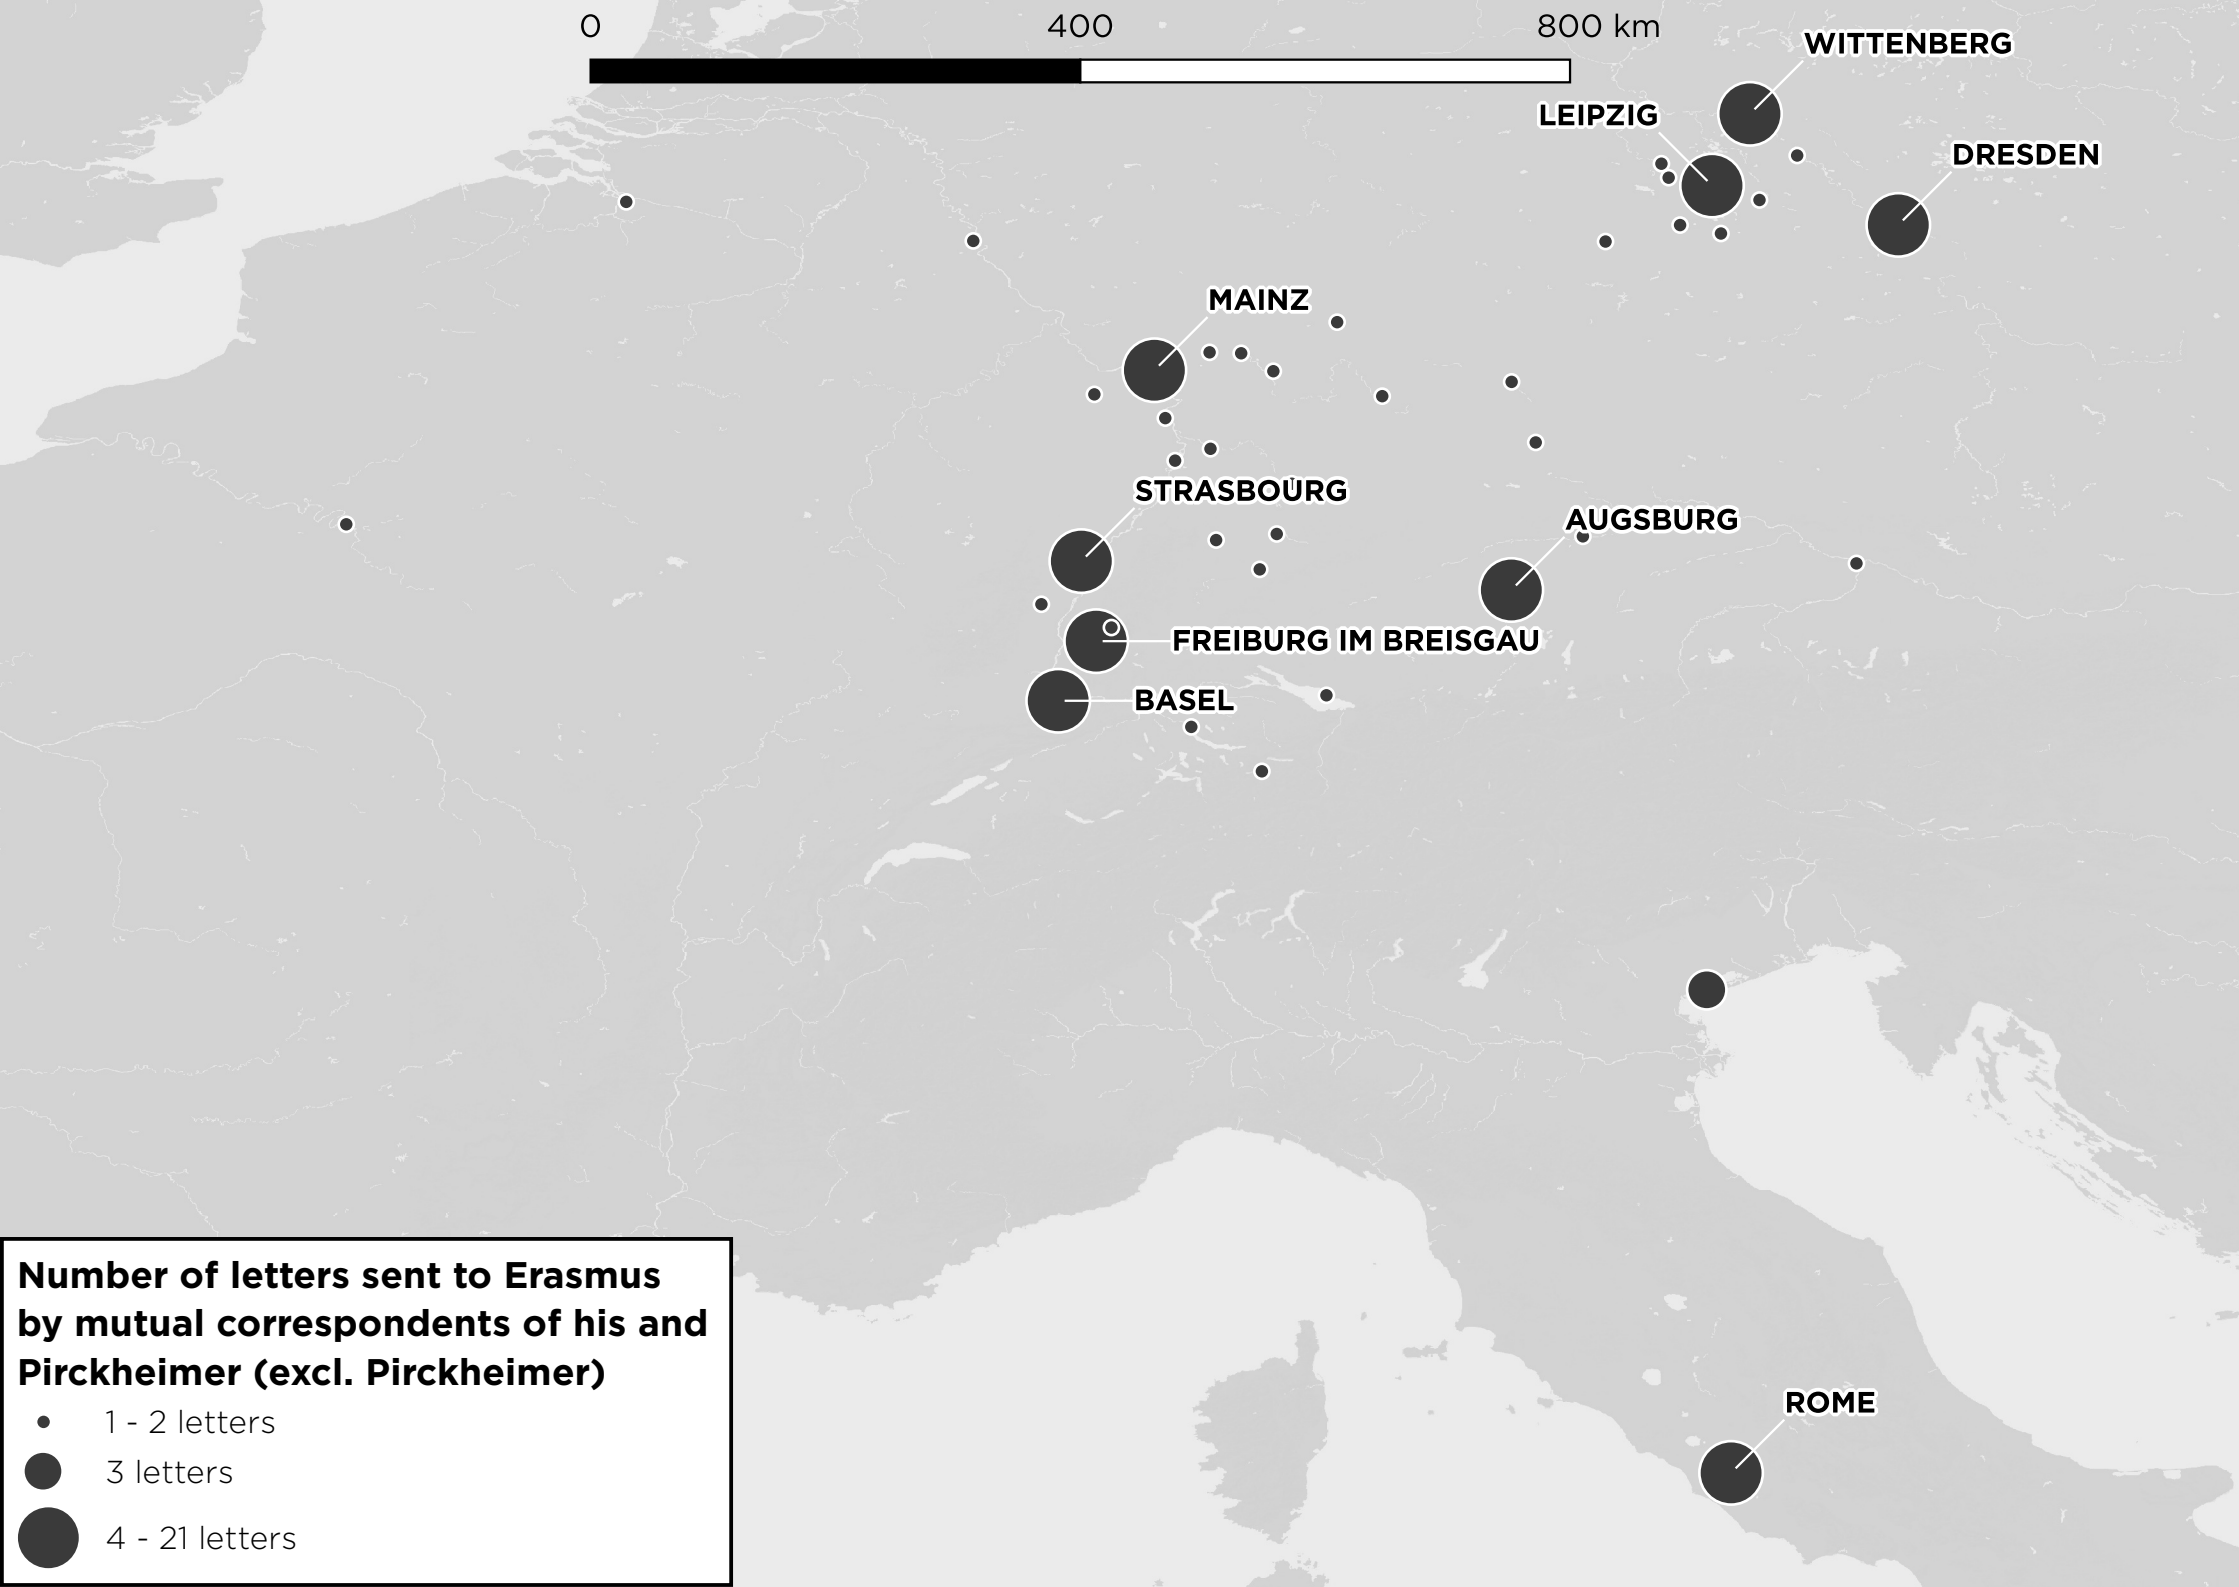 0 400 800 km
WITTENBERG
LEIPZIG
DRESDEN
MAINZ
STRASBOURG
AUGSBURG
FREIBURG IM BREISGAU
BASEL
ROME
Number of letters sent to Erasmus
by mutual correspondents of his and
Pirckheimer (excl. Pirckheimer)
1 - 2 letters
3 letters
4 - 21 letters